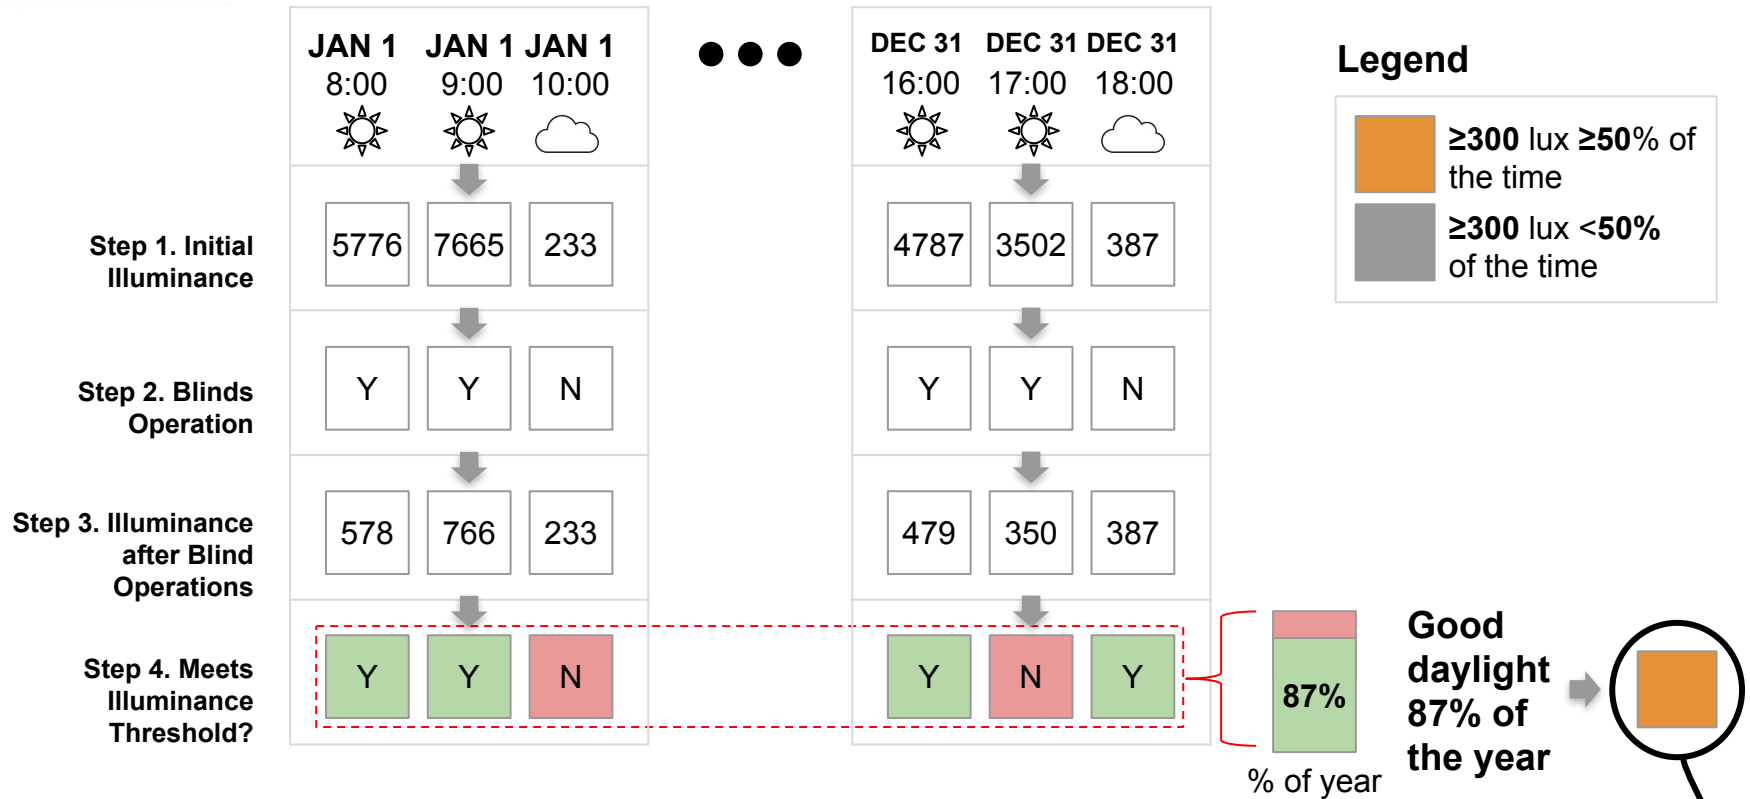 JAN 1 JAN 1 JAN 1
8:00 9:00 10:00
DEC 31 DEC 31 DEC 31
16:00 17:00 18:00
Legend
≥300 lux ≥50% of
the time
≥300 lux <50%
of the time
Step 1. Initial
Illuminance
5776 7665 233
4787 3502 387
Step 2. Blinds
Operation
Y Y N
Y Y N
Step 3. Illuminance
after Blind
Operations
578 766 233
479 350 387
Step 4. Meets
Illuminance
Threshold?
Y Y N
Y N Y
87%
% of year
Good
daylight
87% of
the year